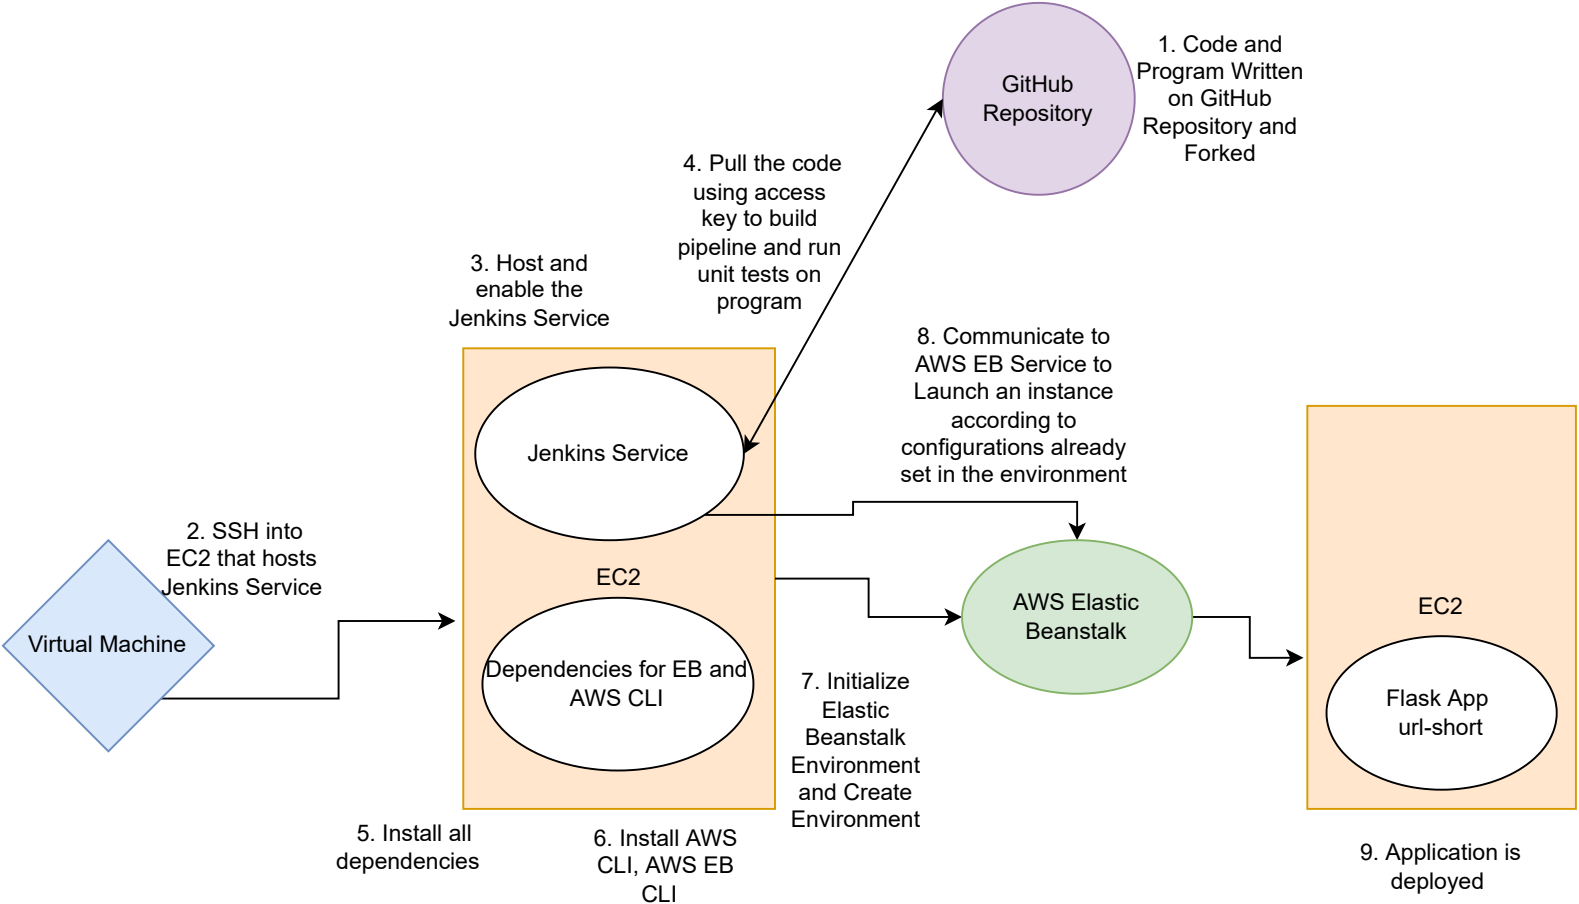 GitHub
Repository
1. Code and
Program Written
on GitHub
Repository and
Forked
4. Pull the code
using access
key to build
pipeline and run
unit tests on
program
3. Host and
enable the
Jenkins Service
8. Communicate to
AWS EB Service to
Launch an instance
according to
configurations already
set in the environment
Jenkins Service
2. SSH into
EC2 that hosts
Jenkins Service
Virtual Machine
EC2
Dependencies for EB and
AWS CLI
AWS Elastic
Beanstalk
EC2
Flask App
url-short
7. Initialize
Elastic
Beanstalk
Environment
and Create
Environment
5. Install all
dependencies
6. Install AWS
CLI, AWS EB
CLI
9. Application is
deployed